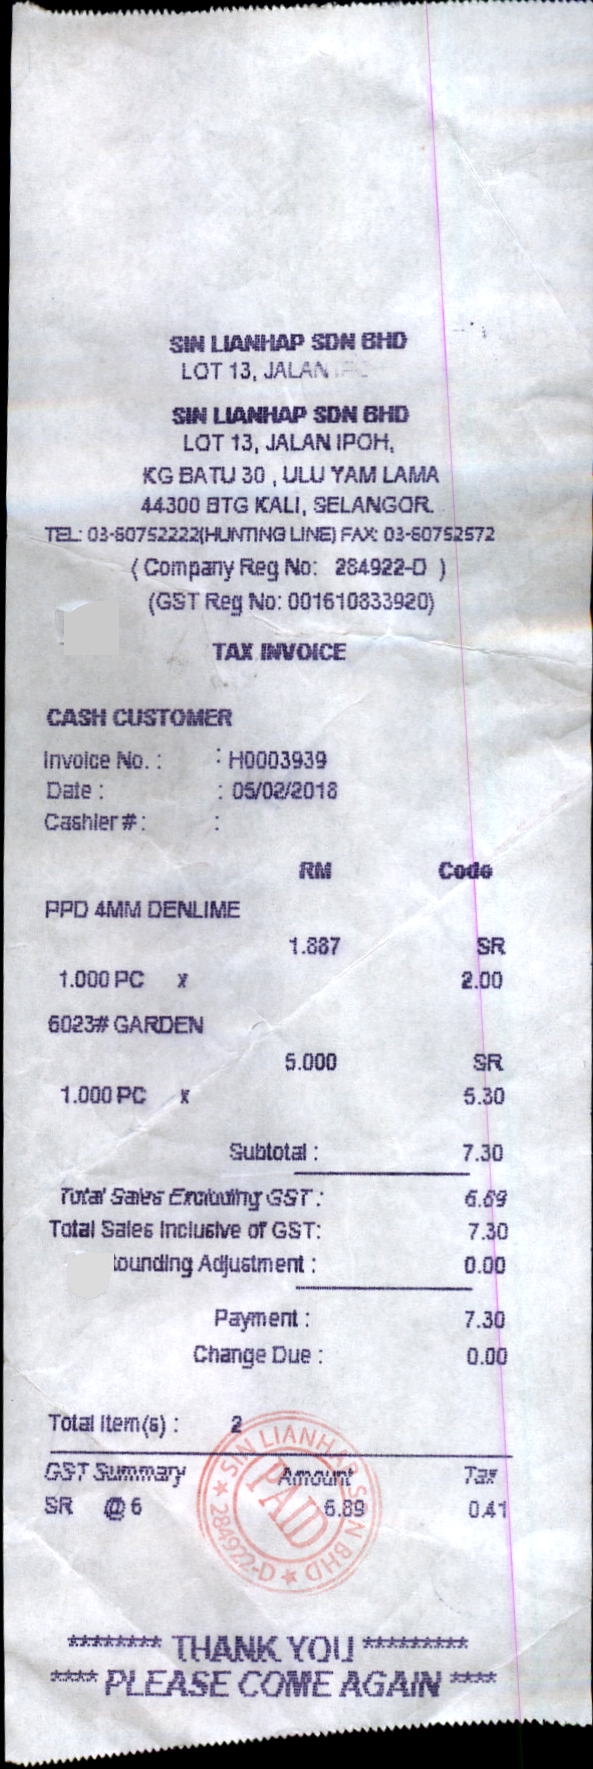 SIN LIANHAP SDN BHD
LOT 13, JALAN
SIN LIANHAP SDN BHD
LOT 13, JALAN IPOH,
KG BATU 30 , ULU YAM LAMA
44300 BTG KALI, SELANGOR.
TEL: 03-60752222(HUNTING LINE) FAX: 03-60752572
( Company Reg No: 284922-D )
(GST Reg No: 001610833920)
TAX INVOICE
CASH CUSTOMER
Invoice No. : : H0003939
Date : : 05/02/2018
Cashier # : :
RM Code
PPD 4MM DENLIME
1.887 SR
1.000 PC x 2.00
6023# GARDEN
5.000 SR
1.000 PC x 5.30
Subtotal : 7.30
Total Sales Excluding GST : 6.89
Total Sales Inclusive of GST: 7.30
ounding Adjustment : 0.00
Payment : 7.30
Change Due : 0.00
Total Item(s) : 2
GST Summary Amount Tax
SR @ 6 6.89 0.41
SIN LIANHAP SDN BHD
★ 284922-D ★
PAID
******** THANK YOU *********
**** PLEASE COME AGAIN ****